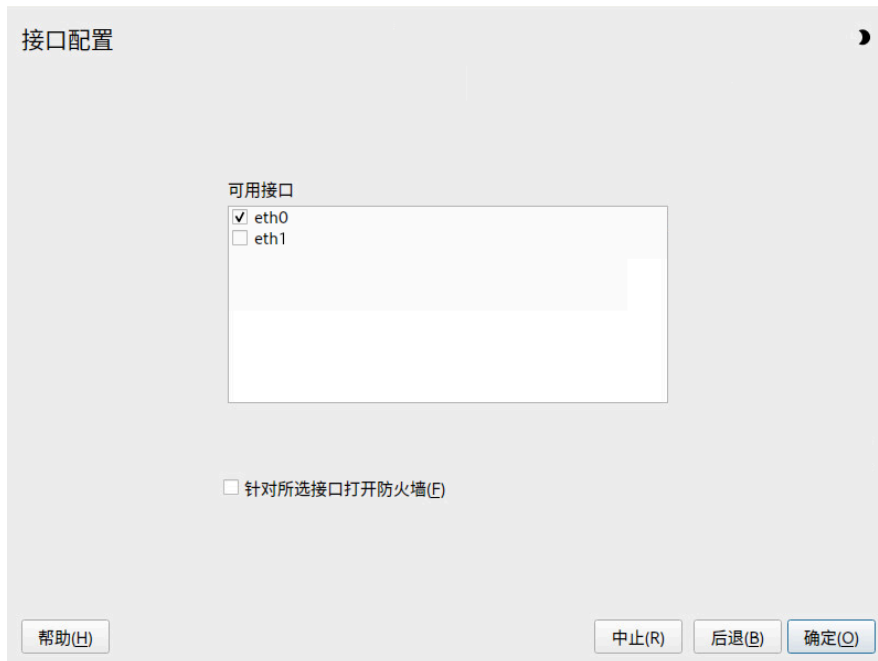 接口配置
可用接口
eth0
eth1
针对所选接口打开防火墙(F)
帮助(H) 中止(R) 后退(B) 确定(O)